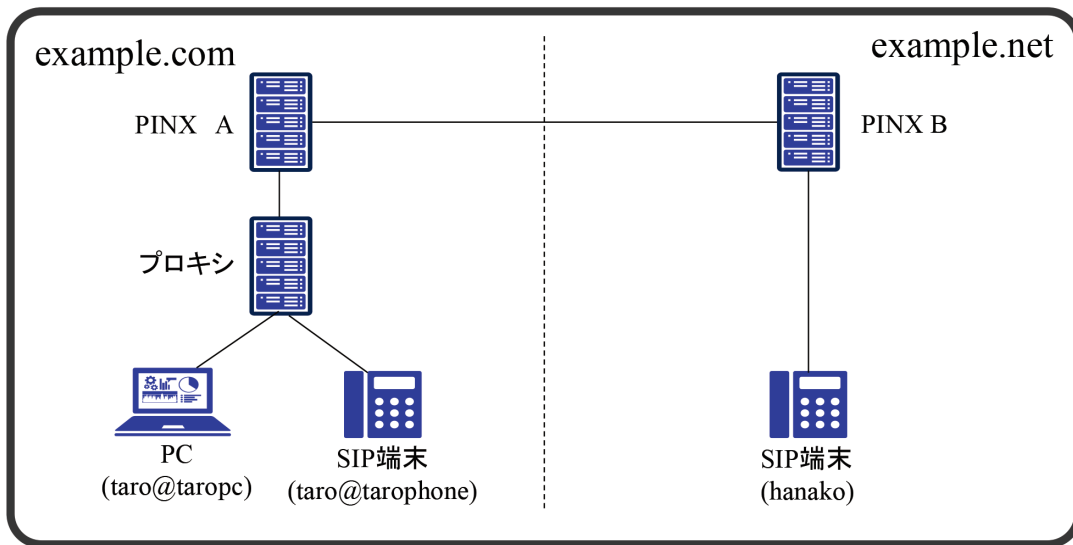 example.com
example.net
PINX A
PINX B
プロキシ
PC
(taro@taropc)
SIP端末
(taro@tarophone)
SIP端末
(hanako)